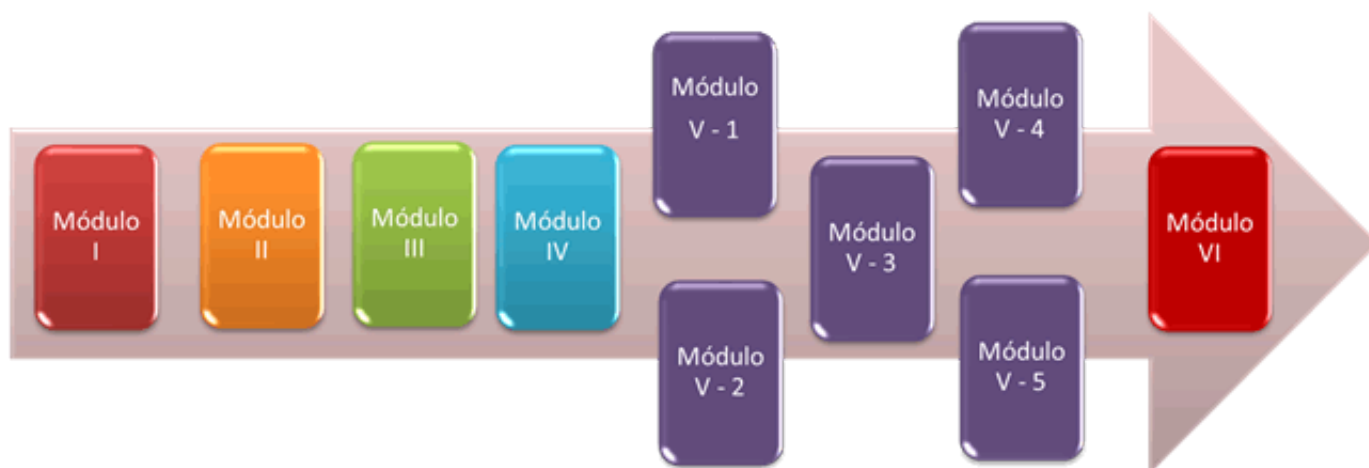 Módulo
I
Módulo
II
Módulo
III
Módulo
IV
Módulo
V - 1
Módulo
V - 2
Módulo
V - 3
Módulo
V - 4
Módulo
V - 5
Módulo
VI